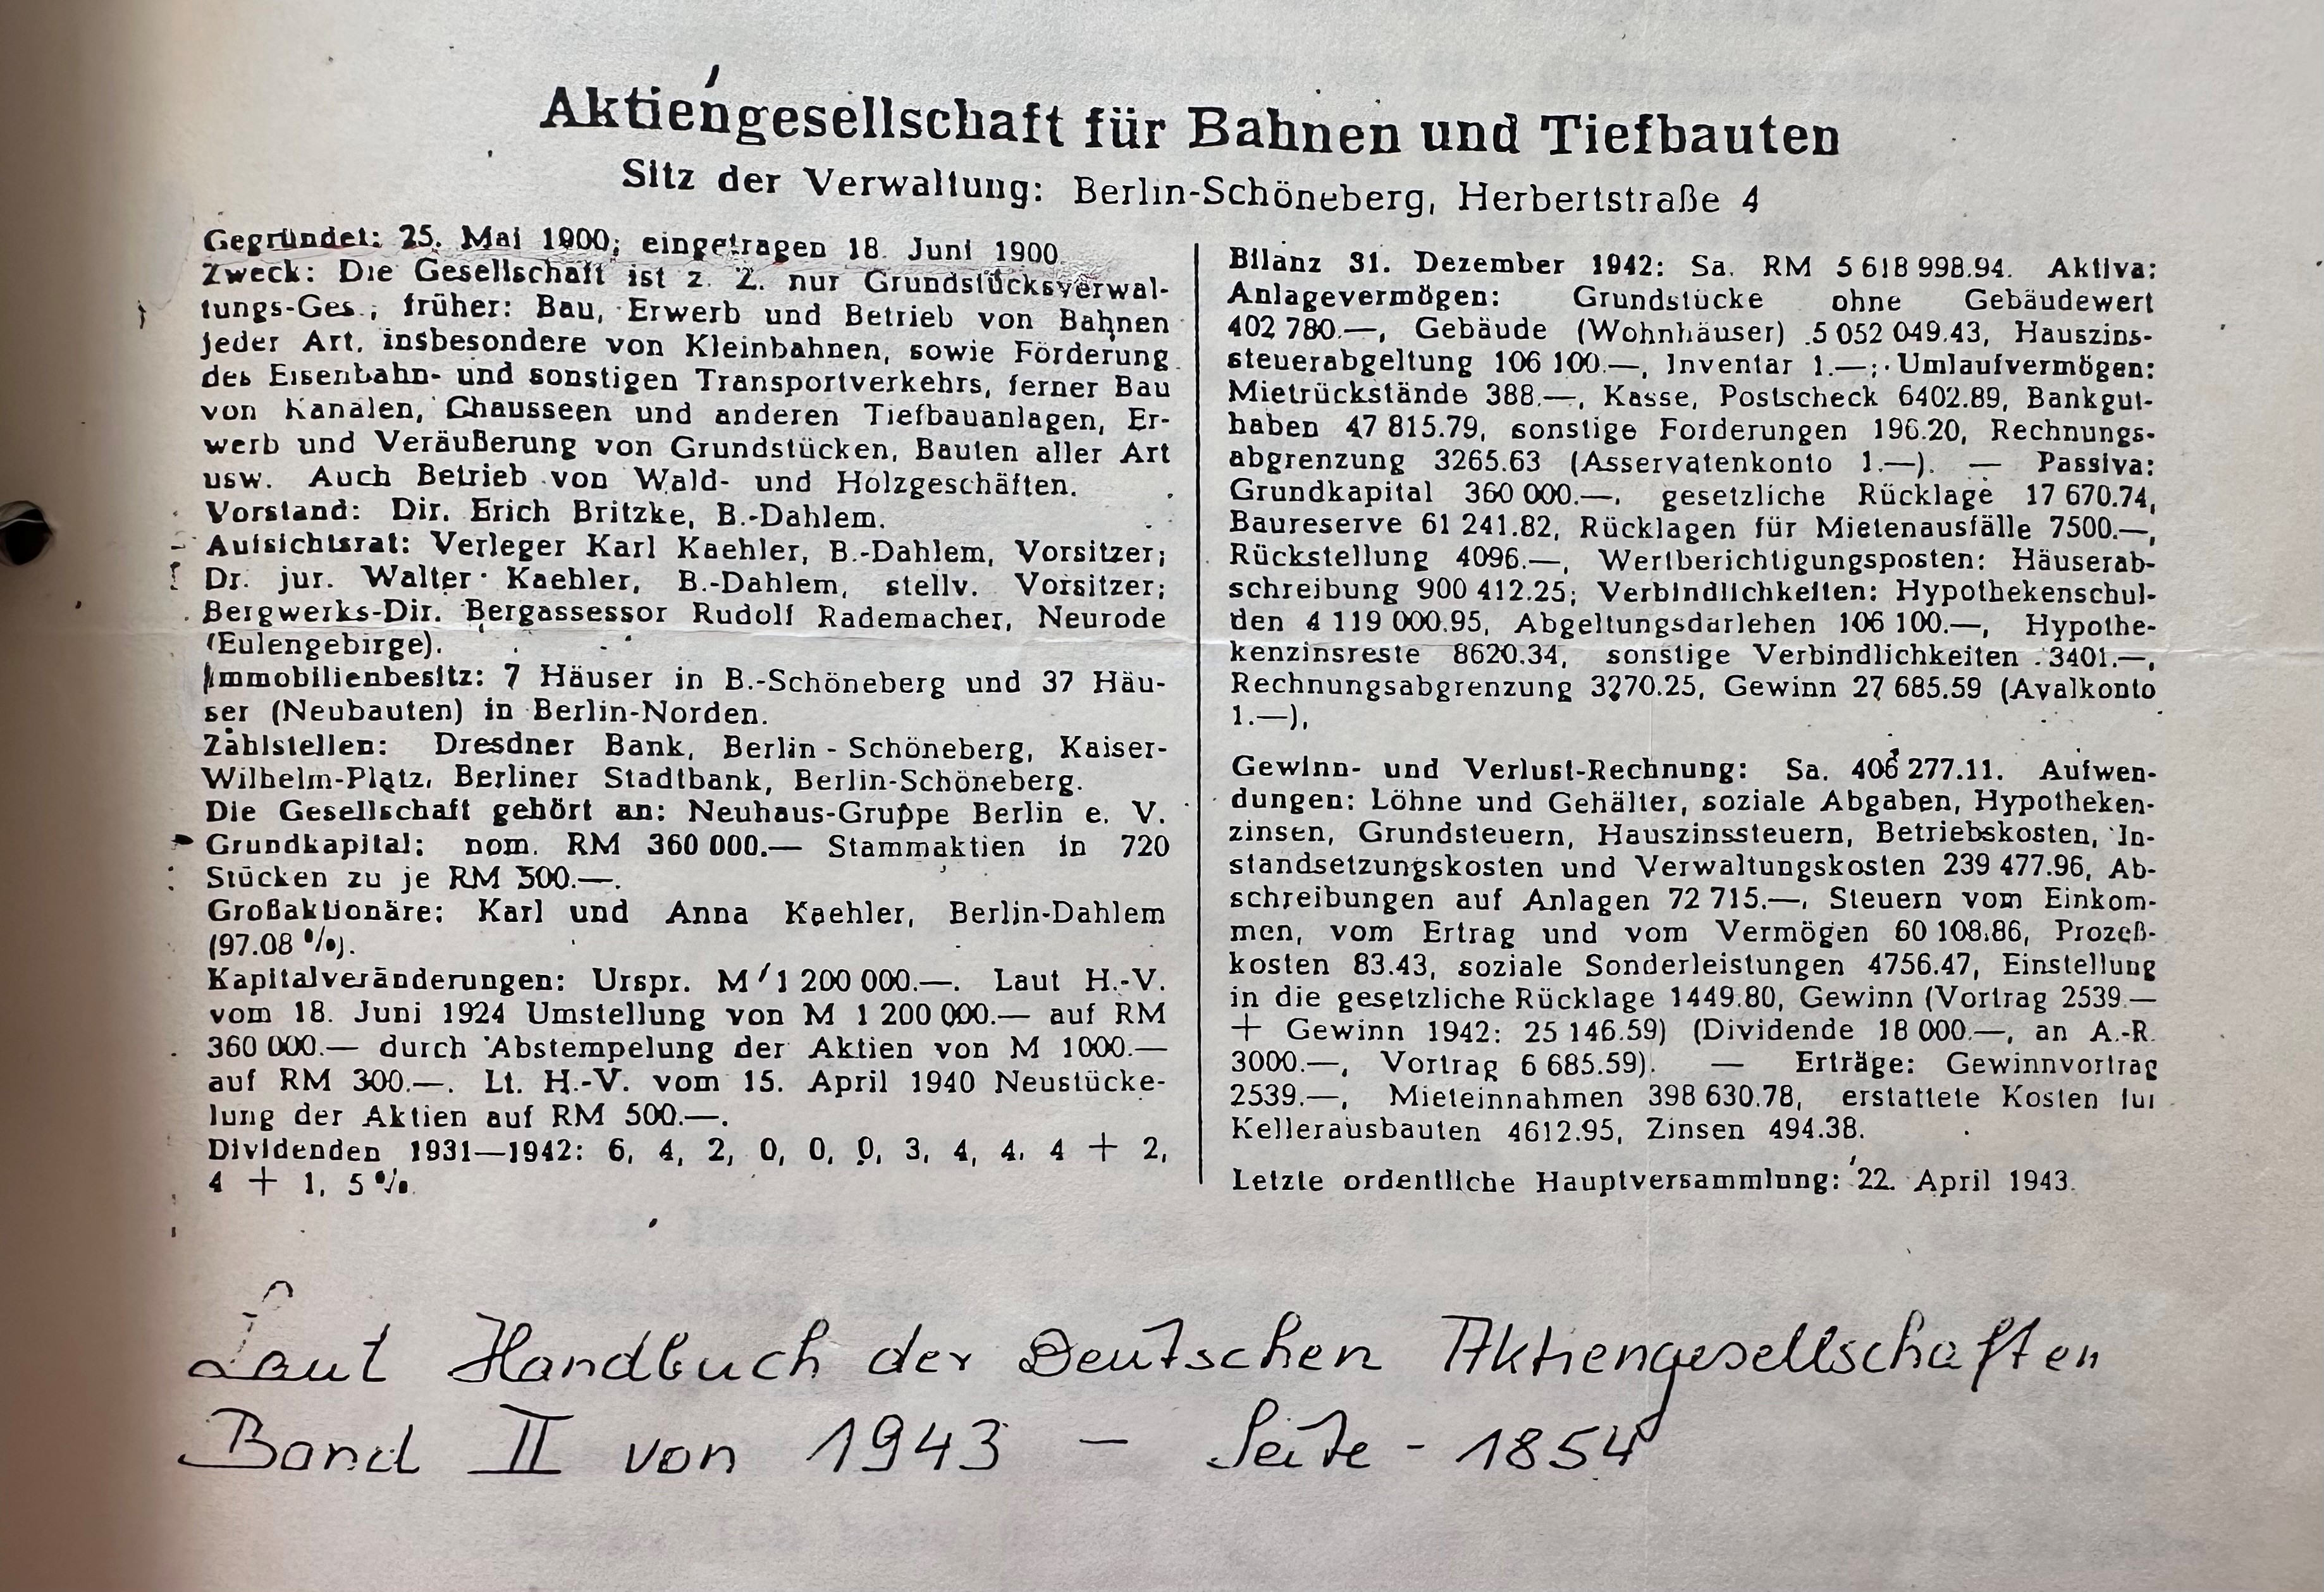 Aktiengesellschaft für Bahnen und Tiefbauten
Sitz der Verwaltung: Berlin-Schöneberg, Herbertstraße 4
Gegründet: 25. Mai 1900; eingetragen 18. Juni 1900.
Zweck: Die Gesellschaft ist z. Z. nur Grundstücksverwal-
tungs-Ges.; früher: Bau, Erwerb und Betrieb von Bahnen
jeder Art, insbesondere von Kleinbahnen, sowie Förderung
des Eisenbahn- und sonstigen Transportverkehrs, ferner Bau
von Kanälen, Chausseen und anderen Tiefbauanlagen, Er-
werb und Veräußerung von Grundstücken, Bauten aller Art
usw. Auch Betrieb von Wald- und Holzgeschäften.
Vorstand: Dir. Erich Britzke, B.-Dahlem.
Aufsichtsrat: Verleger Karl Kaehler, B.-Dahlem, Vorsitzer;
Dr. jur. Walter Kaehler, B.-Dahlem, stellv. Vorsitzer;
Bergwerks-Dir. Bergassessor Rudolf Rademacher, Neurode
(Eulengebirge).
Immobilienbesitz: 7 Häuser in B.-Schöneberg und 37 Häu-
ser (Neubauten) in Berlin-Norden.
Zahlstellen: Dresdner Bank, Berlin-Schöneberg, Kaiser-
Wilhelm-Platz, Berliner Stadtbank, Berlin-Schöneberg.
Die Gesellschaft gehört an: Neuhaus-Gruppe Berlin e. V.
Grundkapital: nom. RM 360 000.— Stammaktien in 720
Stücken zu je RM 500.—.
Großaktionäre: Karl und Anna Kaehler, Berlin-Dahlem
(97.08 %).
Kapitalveränderungen: Urspr. M 1 200 000.—. Laut H.-V.
vom 18. Juni 1924 Umstellung von M 1 200 000.— auf RM
360 000.— durch Abstempelung der Aktien von M 1000.—
auf RM 300.—. Lt. H.-V. vom 15. April 1940 Neustücke-
lung der Aktien auf RM 500.—.
Dividenden 1931—1942: 6, 4, 2, 0, 0, 0, 3, 4, 4, 4 + 2,
4 + 1, 5 %.
Bilanz 31. Dezember 1942: Sa. RM 5 618 998.94. Aktiva:
Anlagevermögen: Grundstücke ohne Gebäudewert
402 780.—, Gebäude (Wohnhäuser) 5 052 049.43, Hauszins-
steuerabgeltung 106 100.—, Inventar 1.—; Umlaufvermögen:
Mietrückstände 388.—, Kasse, Postscheck 6402.89, Bankgut-
haben 47 815.79, sonstige Forderungen 196.20, Rechnungs-
abgrenzung 3265.63 (Asservatenkonto 1.—). — Passiva:
Grundkapital 360 000.—, gesetzliche Rücklage 17 670.74,
Baureserve 61 241.82, Rücklagen für Mietenausfälle 7500.—,
Rückstellung 4096.—, Wertberichtigungsposten: Häuserab-
schreibung 900 412.25; Verbindlichkeiten: Hypothekenschul-
den 4 119 000.95, Abgeltungsdarlehen 106 100.—, Hypothe-
kenzinsreste 8620.34, sonstige Verbindlichkeiten 3401.—,
Rechnungsabgrenzung 3270.25, Gewinn 27 685.59 (Avalkonto
1.—),
Gewinn- und Verlust-Rechnung: Sa. 406 277.11. Aufwen-
dungen: Löhne und Gehälter, soziale Abgaben, Hypotheken-
zinsen, Grundsteuern, Hauszinssteuern, Betriebskosten, In-
standsetzungskosten und Verwaltungskosten 239 477.96, Ab-
schreibungen auf Anlagen 72 715.—, Steuern vom Einkom-
men, vom Ertrag und vom Vermögen 60 108.86, Prozeß-
kosten 83.43, soziale Sonderleistungen 4756.47, Einstellung
in die gesetzliche Rücklage 1449.80, Gewinn (Vortrag 2539.—
+ Gewinn 1942: 25 146.59) (Dividende 18 000.—, an A.-R.
3000.—, Vortrag 6 685.59). — Erträge: Gewinnvortrag
2539.—, Mieteinnahmen 398 630.78, erstattete Kosten für
Kellerausbauten 4612.95, Zinsen 494.38.
Letzte ordentliche Hauptversammlung: 22. April 1943.
Laut Handbuch der Deutschen Aktiengesellschaften
Band II von 1943 – Seite - 1854